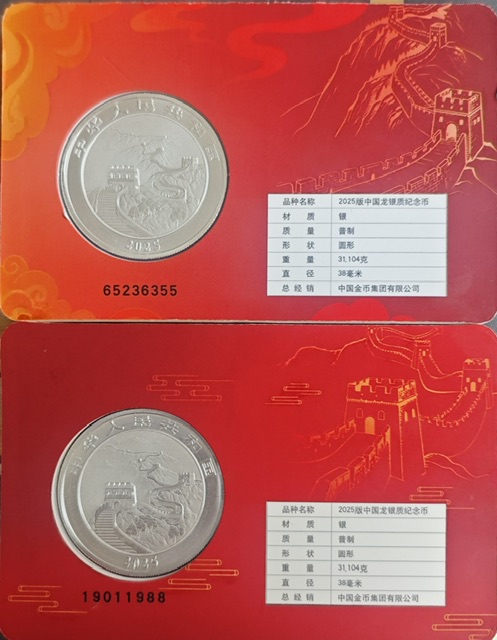 中华人民共和国
2025
65236355
品种名称 2025版中国龙银质纪念币
材 质 银
质 量 普制
形 状 圆形
重 量 31.104克
直 径 38毫米
总 经 销 中国金币集团有限公司
中华人民共和国
2025
19011988
品种名称 2025版中国龙银质纪念币
材 质 银
质 量 普制
形 状 圆形
重 量 31.104克
直 径 38毫米
总 经 销 中国金币集团有限公司